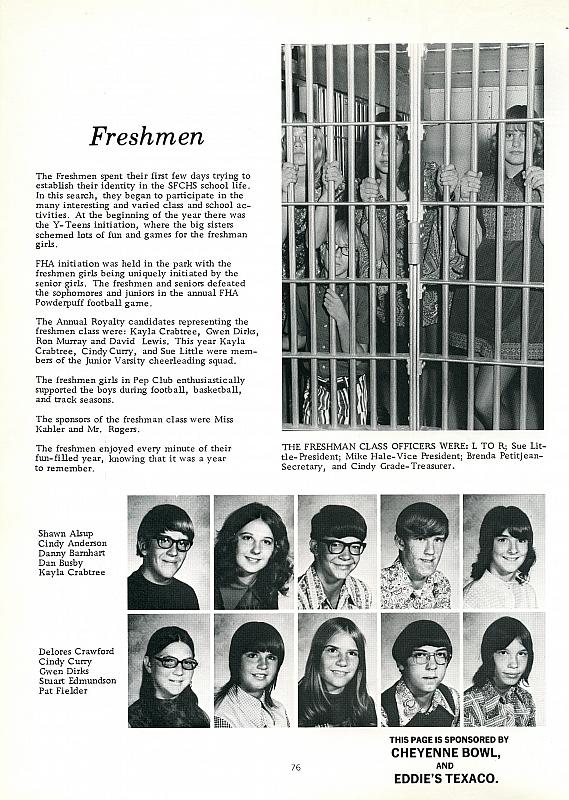 Freshmen
The Freshmen spent their first few days trying to
establish their identity in the SFCHS school life.
In this search, they began to participate in the
many interesting and varied class and school ac-
tivities. At the beginning of the year there was
the Y-Teens initiation, where the big sisters
schemed lots of fun and games for the freshman
girls.
FHA initiation was held in the park with the
freshmen girls being uniquely initiated by the
senior girls. The freshmen and seniors defeated
the sophomores and juniors in the annual FHA
Powderpuff football game.
The Annual Royalty candidates representing the
freshmen class were: Kayla Crabtree, Gwen Dirks,
Ron Murray and David Lewis. This year Kayla
Crabtree, Cindy Curry, and Sue Little were mem-
bers of the Junior Varsity cheerleading squad.
The freshmen girls in Pep Club enthusiastically
supported the boys during football, basketball,
and track seasons.
The sponsors of the freshmen class were Miss
Kahler and Mr. Rogers.
The freshmen enjoyed every minute of their
fun-filled year, knowing that it was a year
to remember.
THE FRESHMAN CLASS OFFICERS WERE: L TO R; Sue Lit-
tle-President; Mike Hale-Vice President; Brenda Petitjean-
Secretary, and Cindy Grade-Treasurer.
Shawn Alsup
Cindy Anderson
Danny Barnhart
Dan Busby
Kayla Crabtree
Delores Crawford
Cindy Curry
Gwen Dirks
Stuart Edmundson
Pat Fielder
THIS PAGE IS SPONSORED BY
CHEYENNE BOWL,
AND
EDDIE'S TEXACO.
76